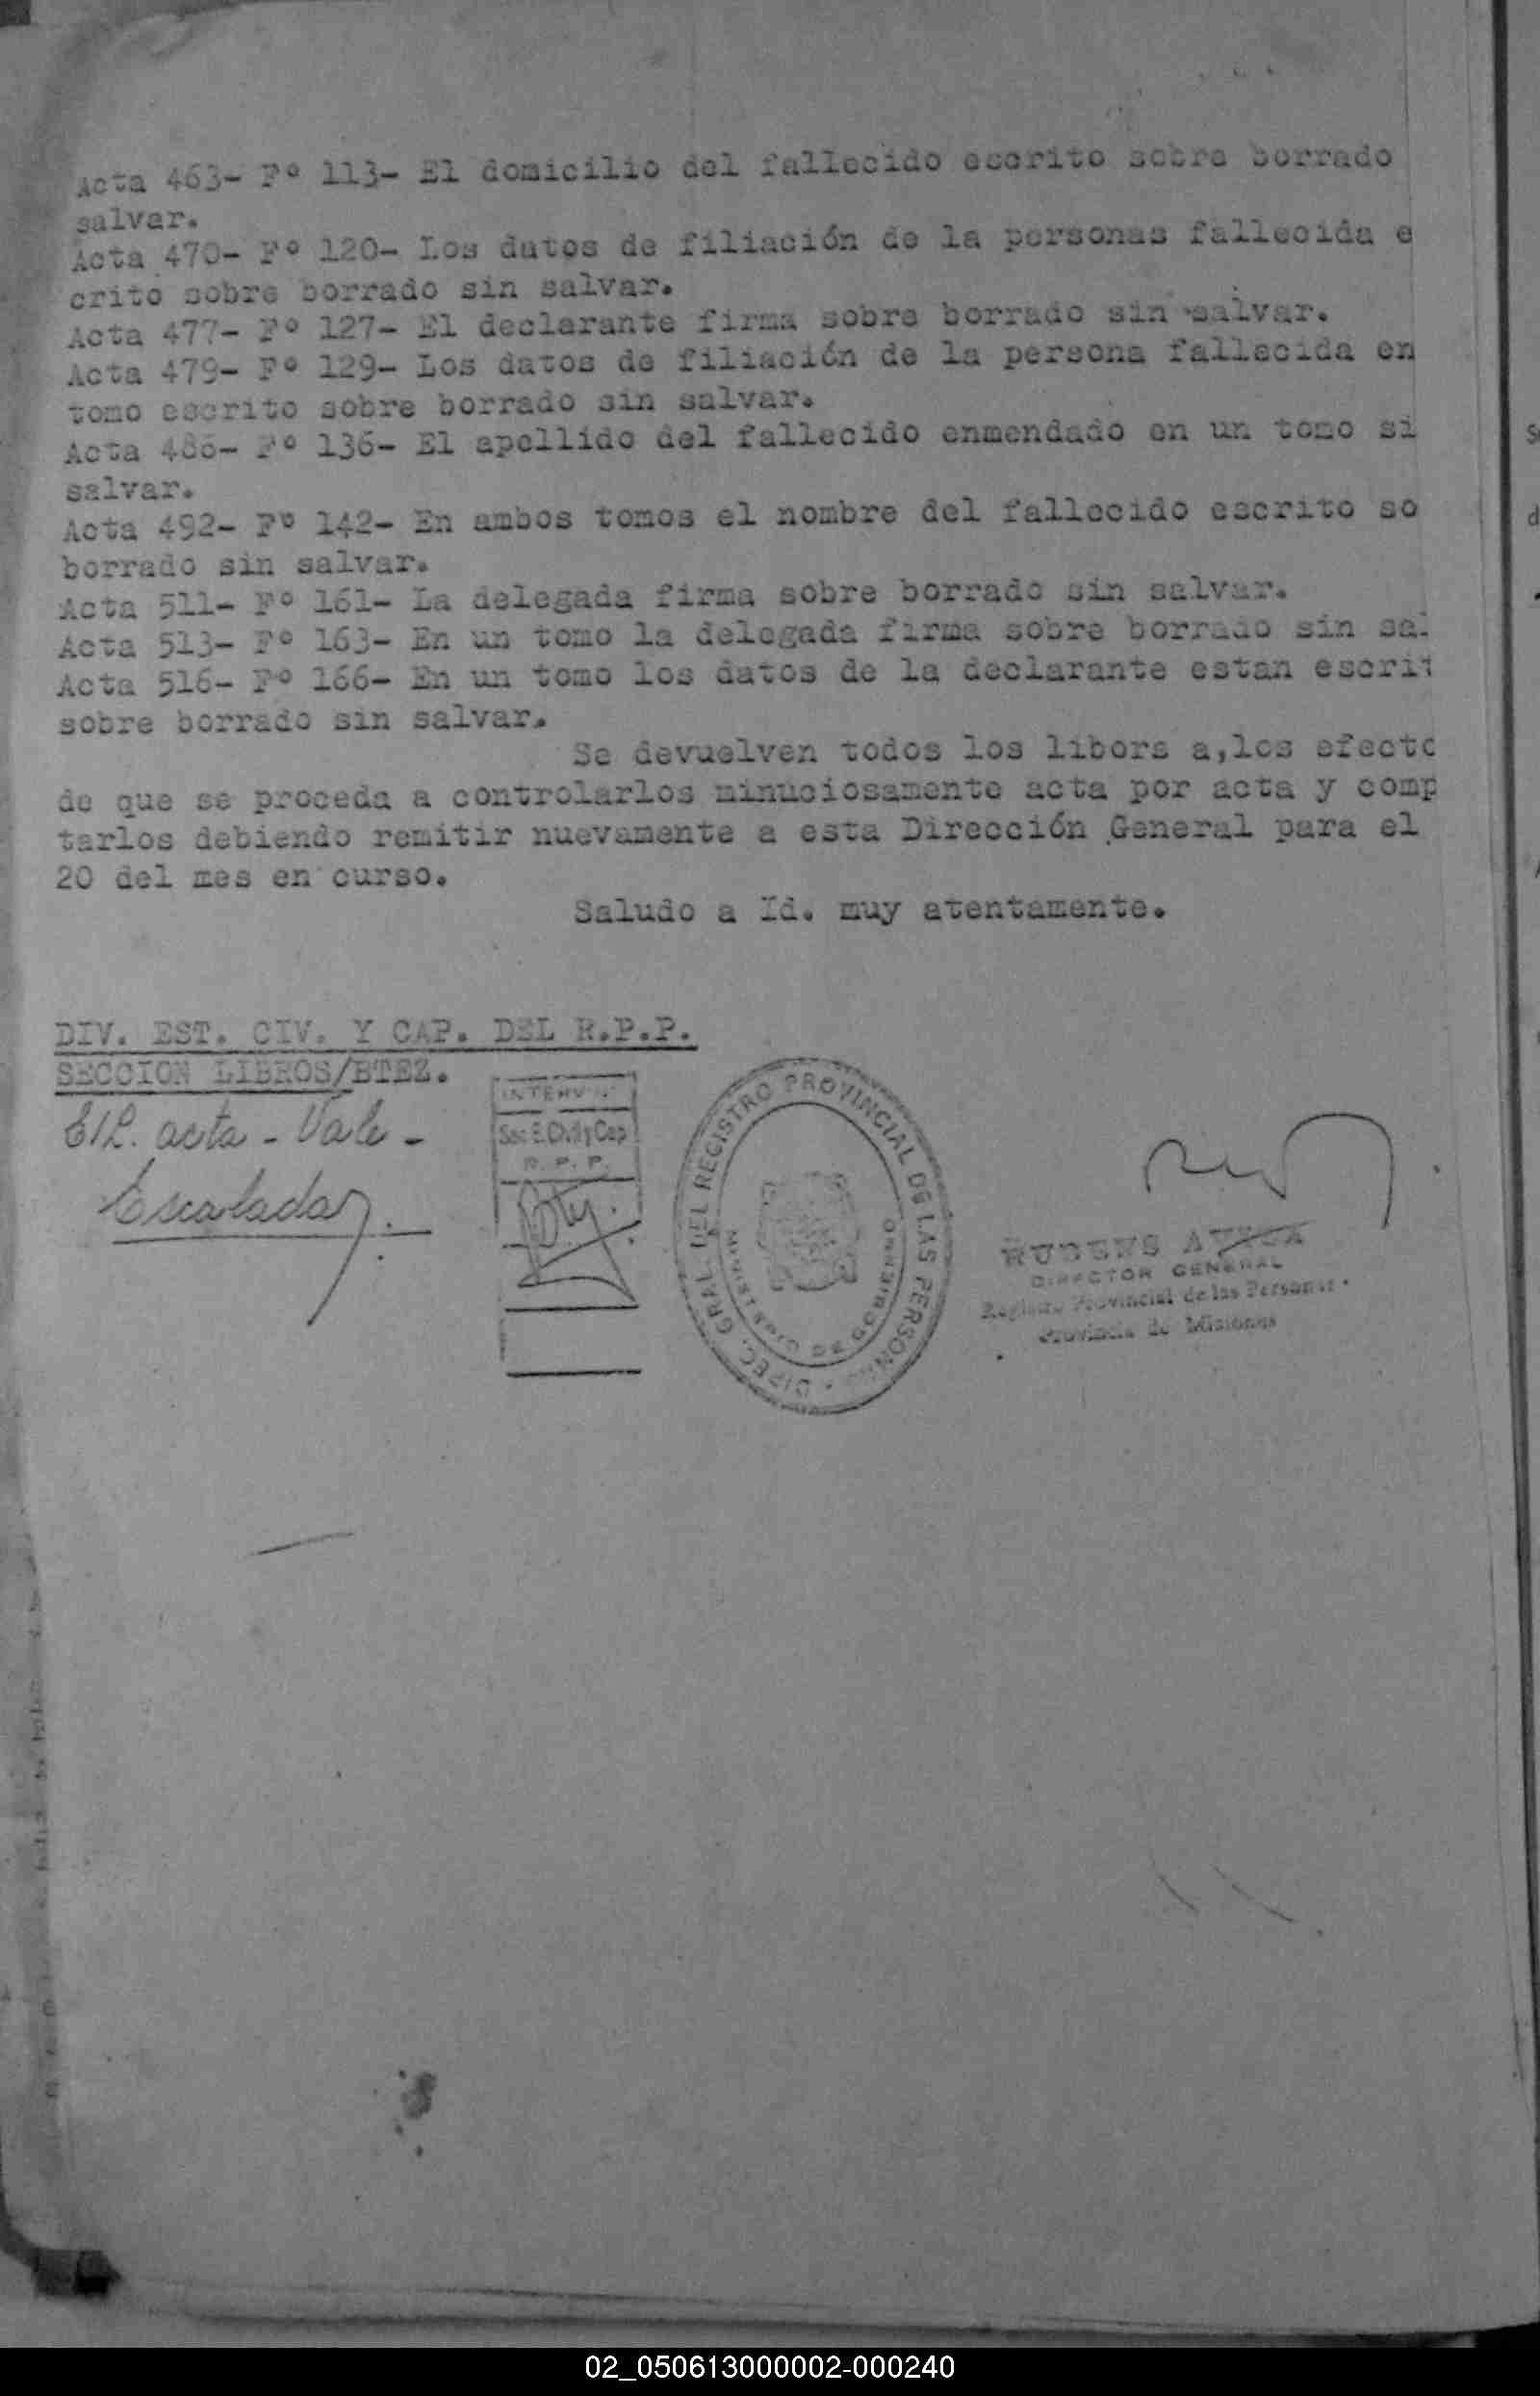 Acta 463- Fº 113- El domicilio del fallecido escrito sobre borrado
salvar.
Acta 470- Fº 120- Los datos de filiación de la personas fallecida e
crito sobre borrado sin salvar.
Acta 477- Fº 127- El declarante firma sobre borrado sin salvar.
Acta 479- Fº 129- Los datos de filiación de la persona fallecida en
tomo escrito sobre borrado sin salvar.
Acta 486- Fº 136- El apellido del fallecido enmendado en un tomo si
salvar.
Acta 492- Fº 142- En ambos tomos el nombre del fallecido escrito so
borrado sin salvar.
Acta 511- Fº 161- La delegada firma sobre borrado sin salvar.
Acta 513- Fº 163- En un tomo la delegada firma sobre borrado sin sal
Acta 516- Fº 166- En un tomo los datos de la declarante estan escrit
sobre borrado sin salvar.
Se devuelven todos los libors a,los efecto
de que se proceda a controlarlos minuciosamente acta por acta y comp
tarlos debiendo remitir nuevamente a esta Dirección General para el
20 del mes en curso.
Saludo a Id. muy atentamente.
DIV. EST. CIV. Y CAP. DEL R.P.P.
SECCION LIBROS/BTEZ.
acta - Vale -
Escalada
INTERVINO
Sec E. Civil y Cap
R. P. P.
DIREC. GRAL. DEL REGISTRO PROVINCIAL DE LAS PERSONAS
MINISTERIO DE GOBIERNO
RUBENS
DIRECTOR GENERAL
Registro Provincial de las Personas
Provincia de Misiones
02_050613000002-000240